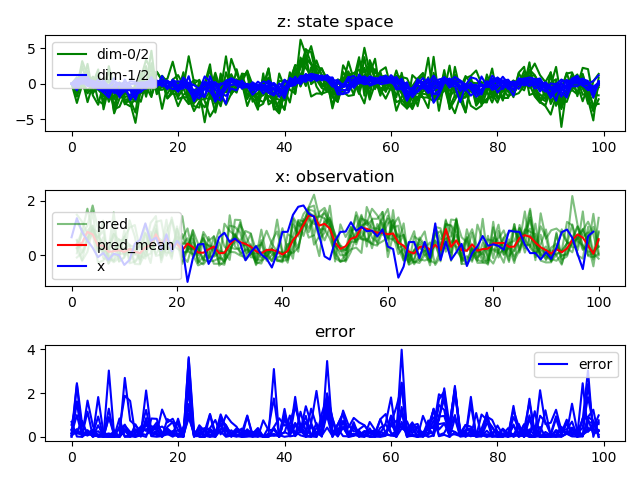 z: state space
5
0
−5
dim-0/2
dim-1/2
0 20 40 60 80 100
x: observation
2
0
pred
pred_mean
x
0 20 40 60 80 100
error
4
2
0
error
0 20 40 60 80 100